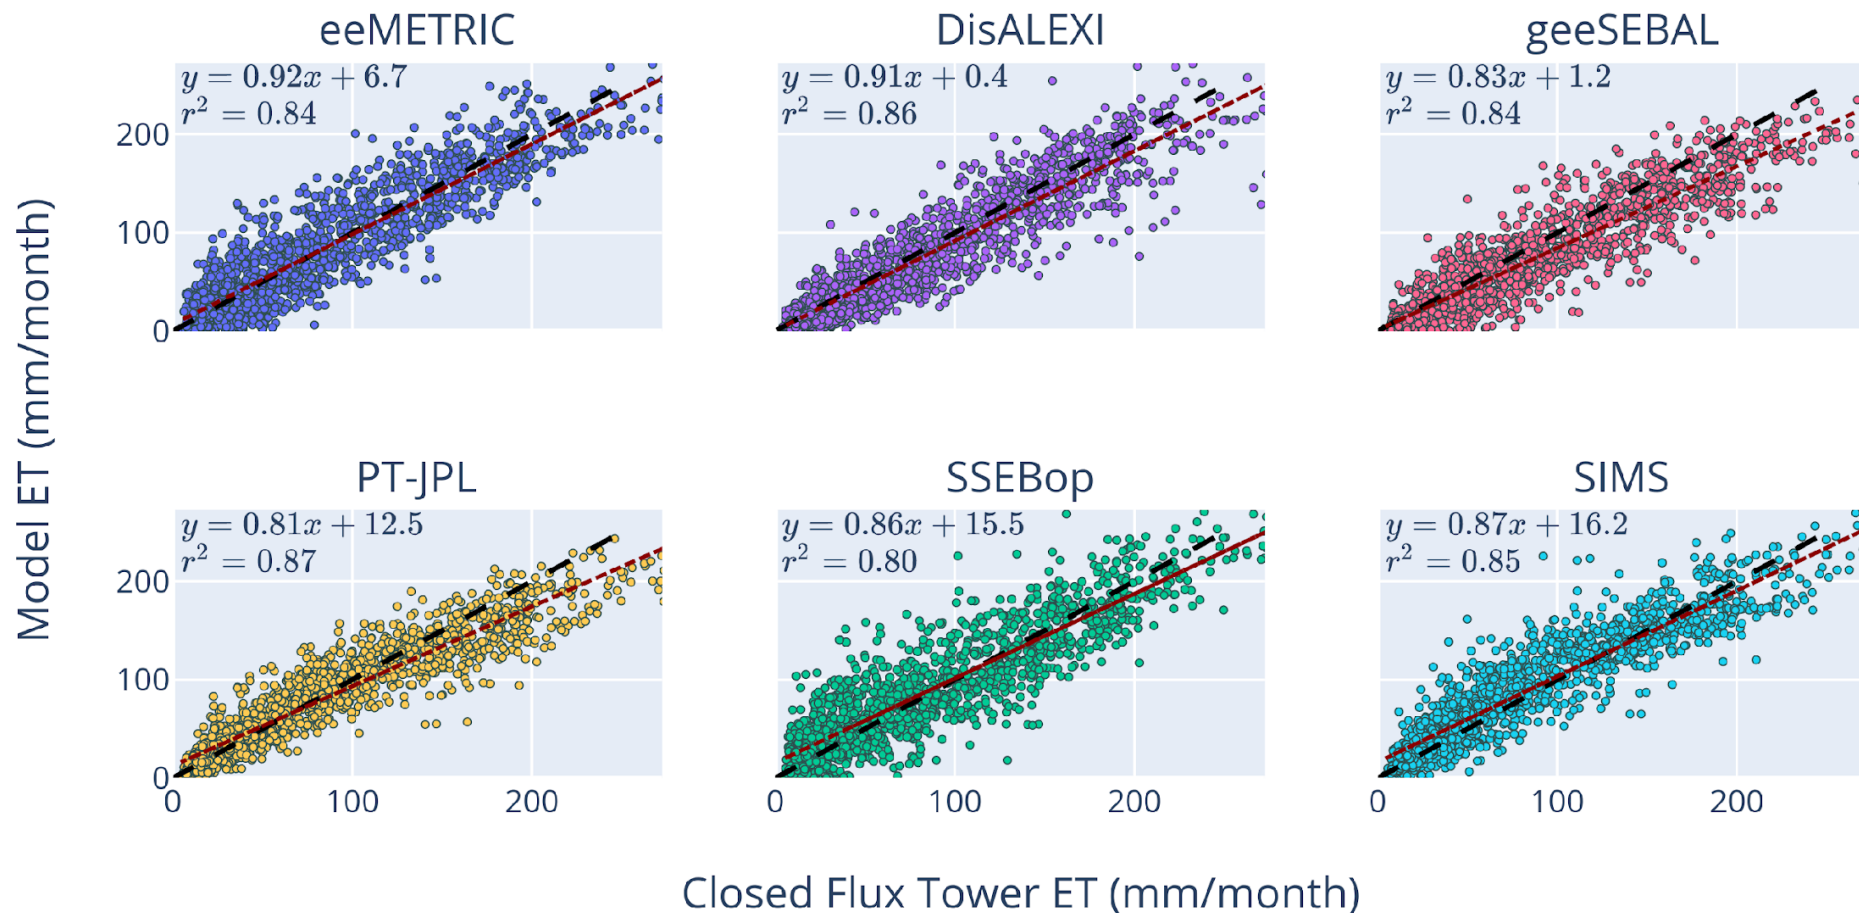 eeMETRIC
DisALEXI
geeSEBAL
y = 0.92x + 6.7
r² = 0.84
y = 0.91x + 0.4
r² = 0.86
y = 0.83x + 1.2
r² = 0.84
200
100
0
Model ET (mm/month)
PT-JPL
SSEBop
SIMS
y = 0.81x + 12.5
r² = 0.87
y = 0.86x + 15.5
r² = 0.80
y = 0.87x + 16.2
r² = 0.85
200
100
0
0 100 200
0 100 200
0 100 200
Closed Flux Tower ET (mm/month)